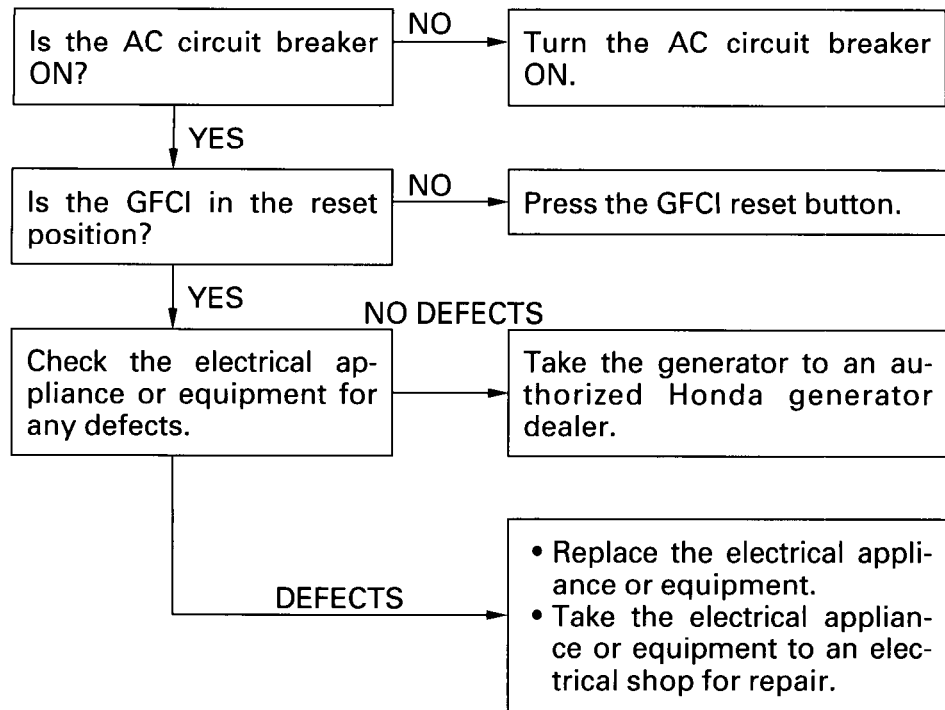 Is the AC circuit breaker
ON?
NO
Turn the AC circuit breaker
ON.
YES
Is the GFCI in the reset
position?
NO
Press the GFCI reset button.
YES
NO DEFECTS
Check the electrical ap-
pliance or equipment for
any defects.
Take the generator to an au-
thorized Honda generator
dealer.
DEFECTS
• Replace the electrical appli-
ance or equipment.
• Take the electrical applian-
ce or equipment to an elec-
trical shop for repair.